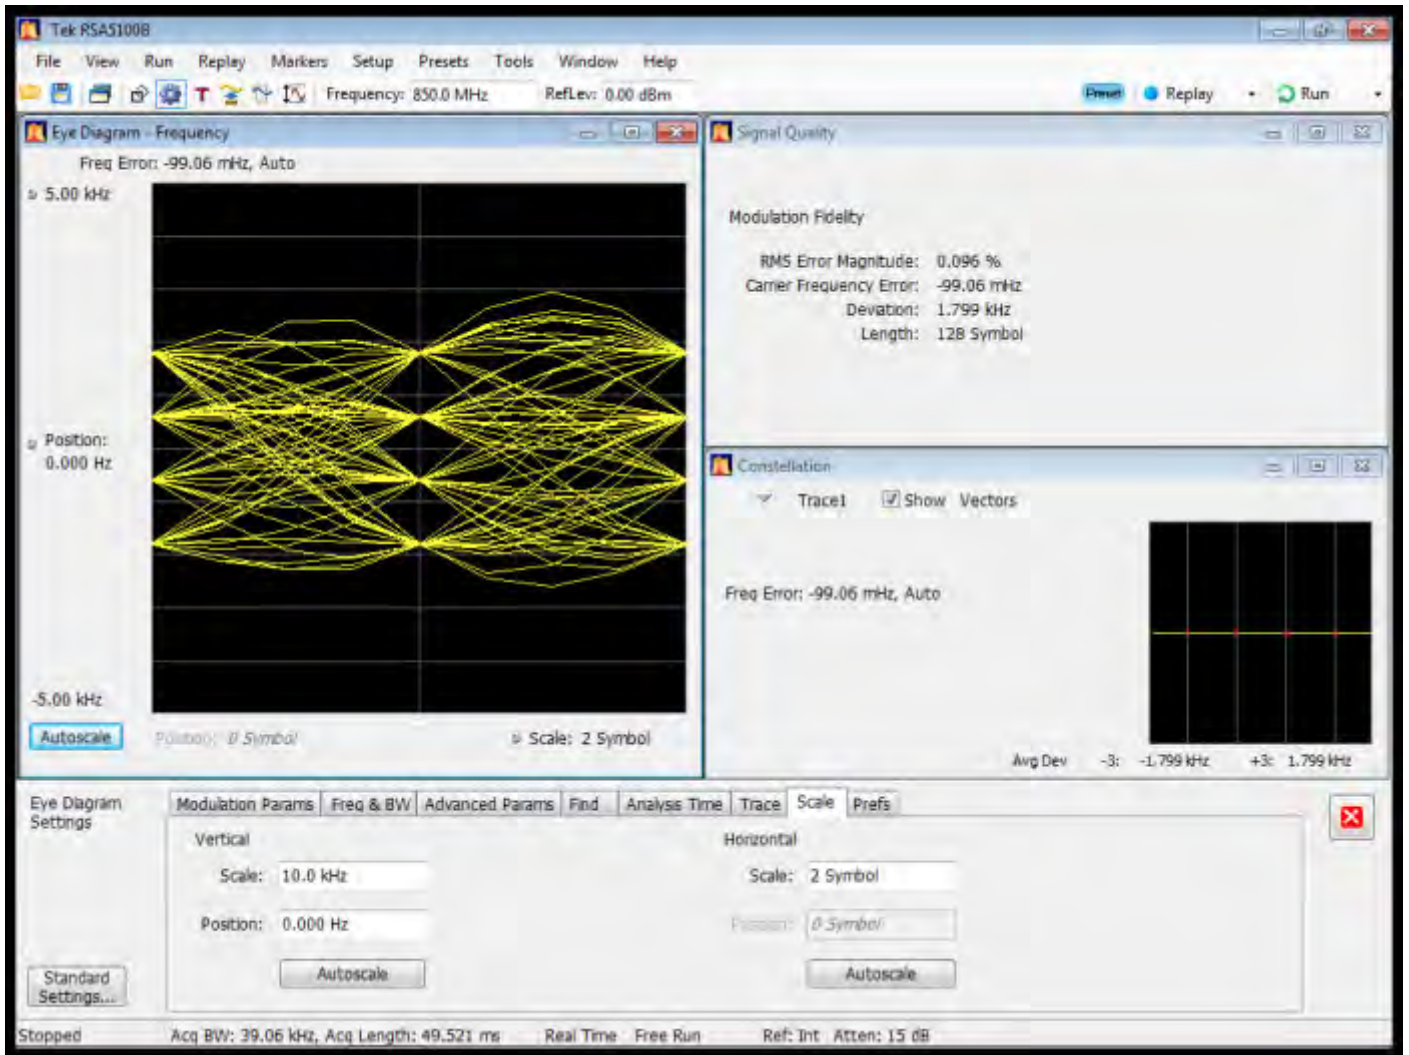 Tek RSA5100B
File View Run Replay Markers Setup Presets Tools Window Help
T Frequency: 850.0 MHz RefLev: 0.00 dBm Preset Replay Run
Eye Diagram - Frequency
Freq Error: -99.06 mHz, Auto
5.00 kHz
Position:
0.000 Hz
-5.00 kHz
Autoscale Position: 0 Symbol Scale: 2 Symbol
Signal Quality
Modulation Fidelity
RMS Error Magnitude: 0.096 %
Carrier Frequency Error: -99.06 mHz
Deviation: 1.799 kHz
Length: 128 Symbol
Constellation
Trace1 Show Vectors
Freq Error: -99.06 mHz, Auto
Avg Dev -3: -1.799 kHz +3: 1.799 kHz
Eye Diagram
Settings
Modulation Params Freq & BW Advanced Params Find Analysis Time Trace Scale Prefs
Vertical Horizontal
Scale: 10.0 kHz Scale: 2 Symbol
Position: 0.000 Hz Position: 0 Symbol
Autoscale Autoscale
Standard
Settings...
Stopped Acq BW: 39.06 kHz, Acq Length: 49.521 ms Real Time Free Run Ref: Int Atten: 15 dB